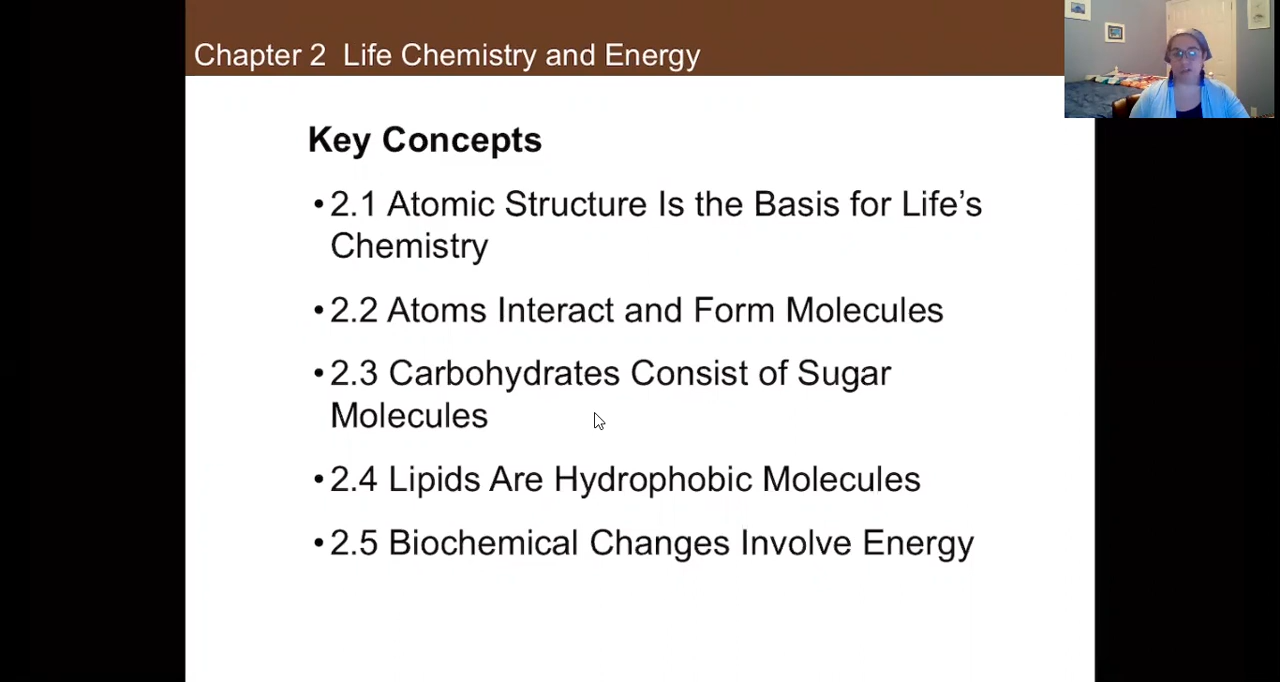 Chapter 2 Life Chemistry and Energy
Key Concepts
•2.1 Atomic Structure Is the Basis for Life’s
Chemistry
•2.2 Atoms Interact and Form Molecules
•2.3 Carbohydrates Consist of Sugar
Molecules
•2.4 Lipids Are Hydrophobic Molecules
•2.5 Biochemical Changes Involve Energy